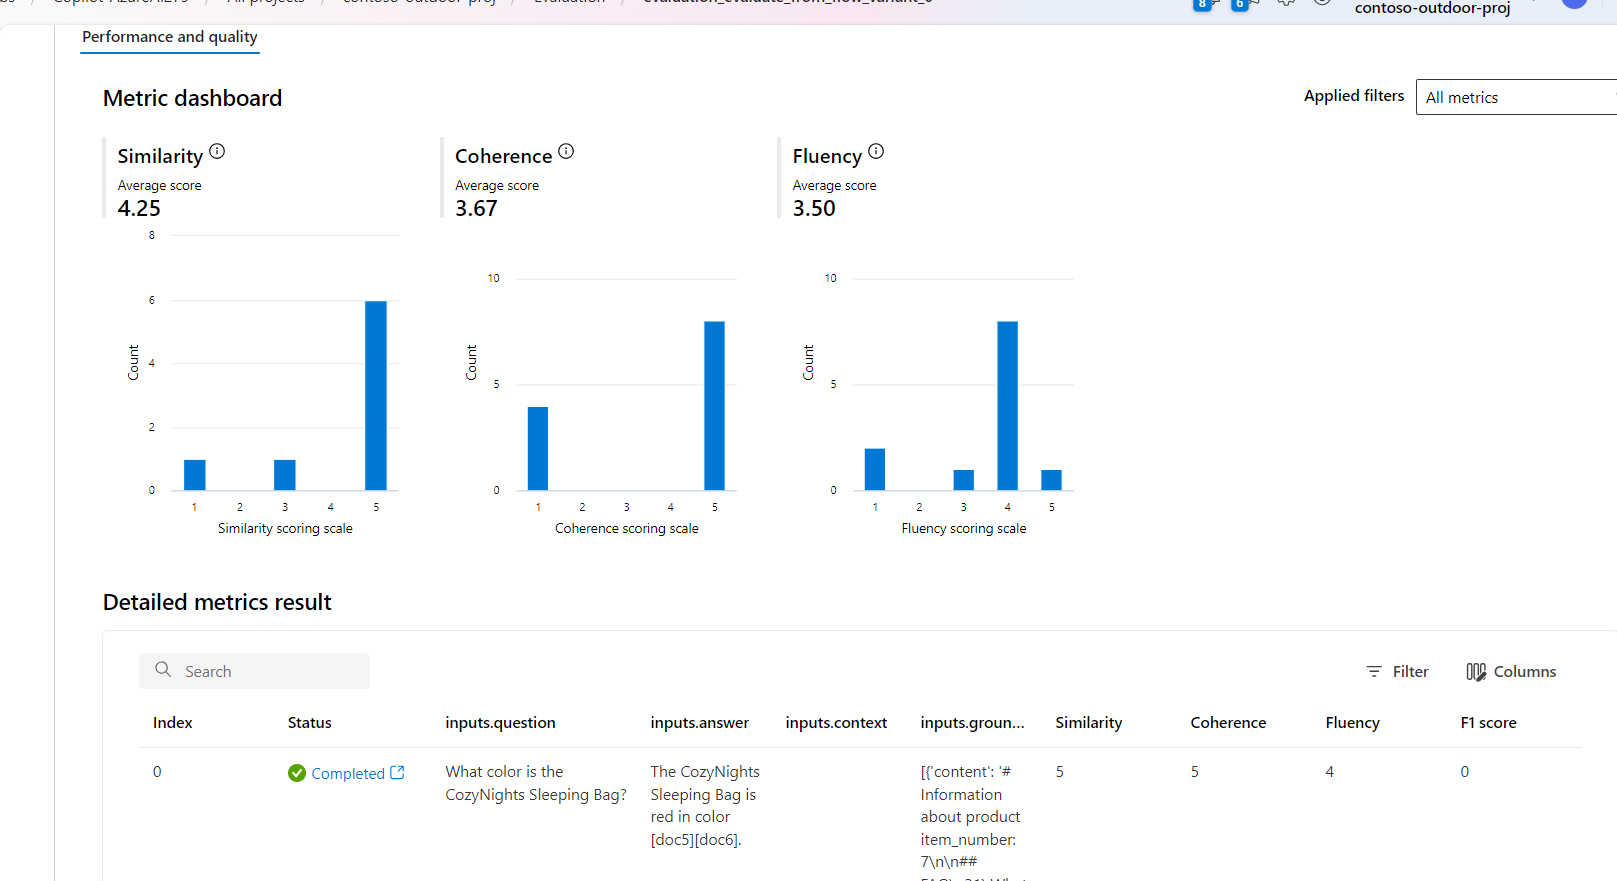 contoso-outdoor-proj
8
6
Performance and quality
Metric dashboard
Applied filters
All metrics
Similarity
Average score
4.25
Coherence
Average score
3.67
Fluency
Average score
3.50
8
6
4
2
0
Count
1 2 3 4 5
Similarity scoring scale
10
5
0
Count
1 2 3 4 5
Coherence scoring scale
10
5
0
Count
1 2 3 4 5
Fluency scoring scale
Detailed metrics result
Search
Filter
Columns
Index Status inputs.question inputs.answer inputs.context inputs.groun... Similarity Coherence Fluency F1 score
0
Completed
What color is the
CozyNights Sleeping Bag?
The CozyNights
Sleeping Bag is
red in color
[doc5][doc6].
[{'content': '#
Information
about product
item_number:
7\n\n##
5
5
4
0